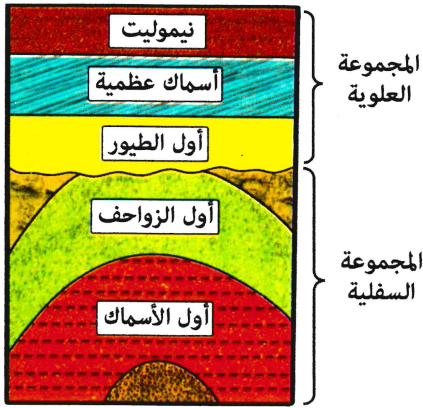 نيموليت
أسماك عظمية
أول الطيور
المجموعة
العلوية
أول الزواحف
أول الأسماك
المجموعة
السفلية